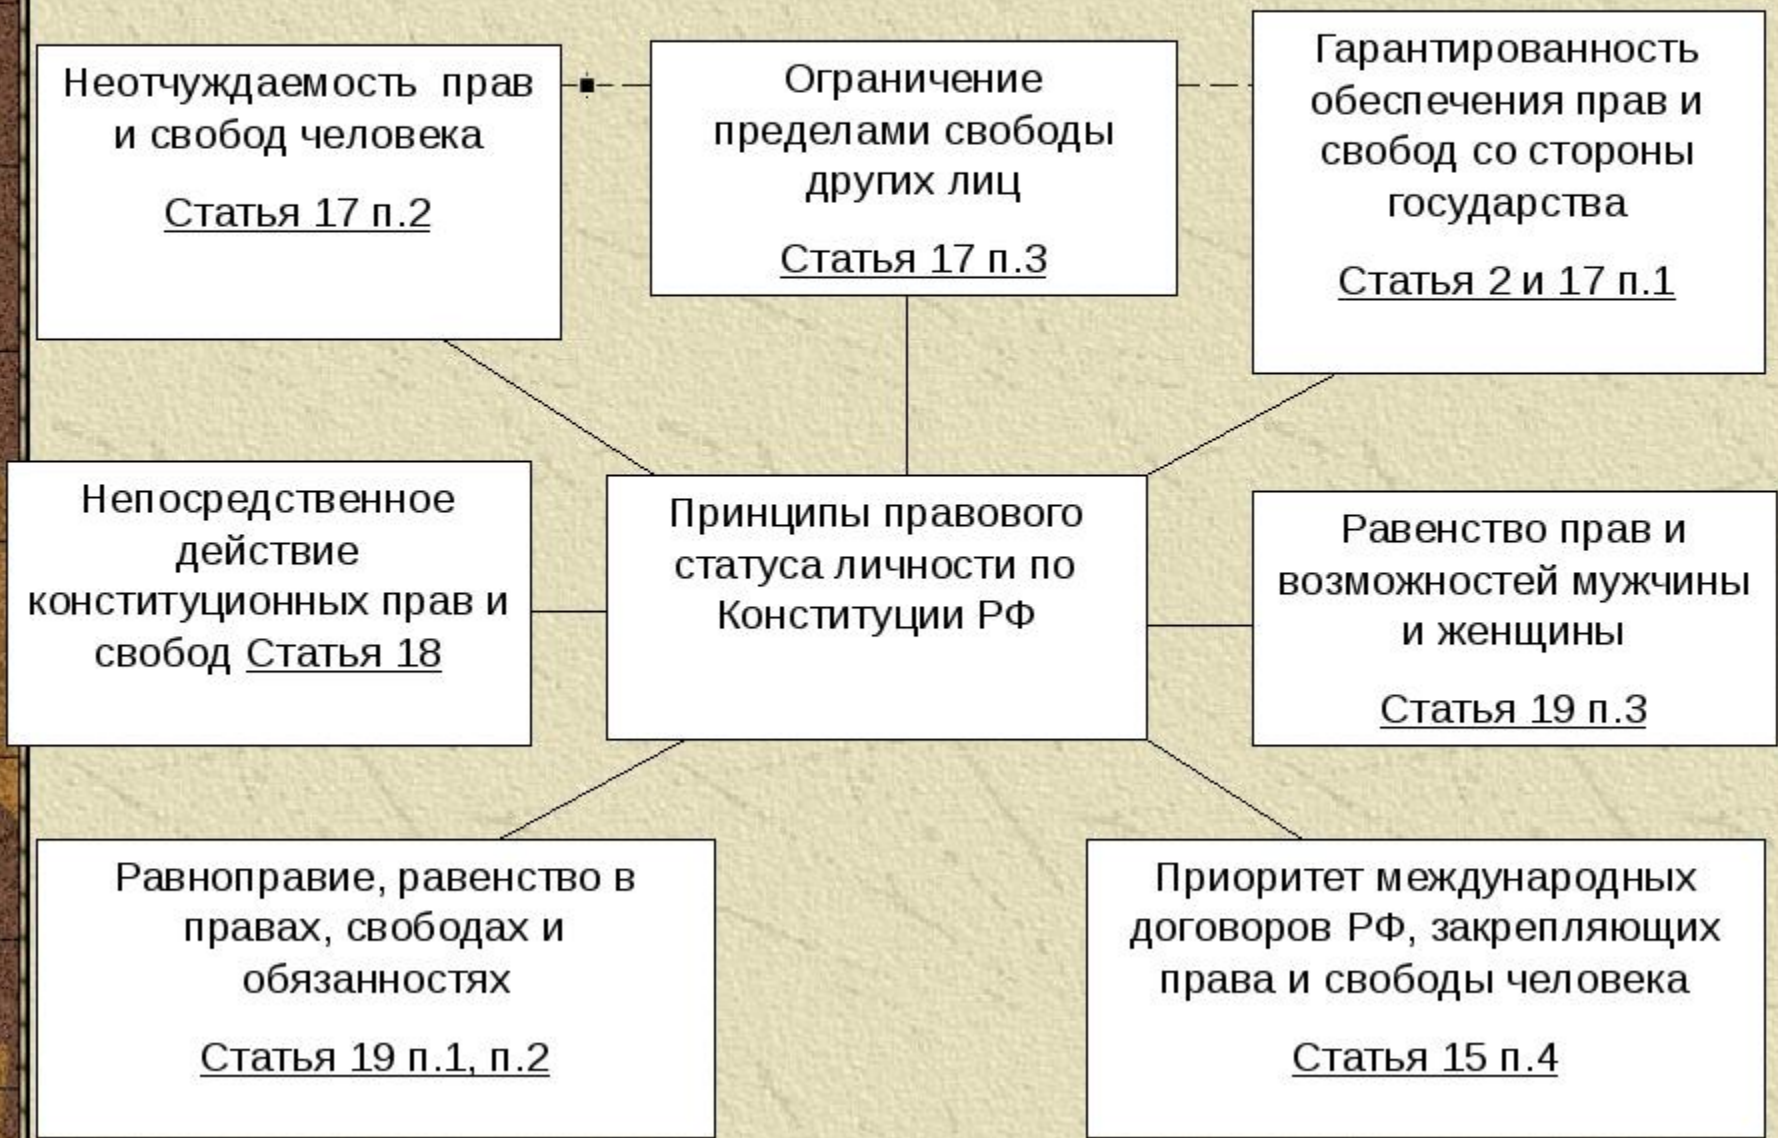 Неотчуждаемость прав
и свобод человека
Статья 17 п.2
Ограничение
пределами свободы
других лиц
Статья 17 п.3
Гарантированность
обеспечения прав и
свобод со стороны
государства
Статья 2 и 17 п.1
Непосредственное
действие
конституционных прав и
свобод Статья 18
Принципы правового
статуса личности по
Конституции РФ
Равенство прав и
возможностей мужчины
и женщины
Статья 19 п.3
Равноправие, равенство в
правах, свободах и
обязанностях
Статья 19 п.1, п.2
Приоритет международных
договоров РФ, закрепляющих
права и свободы человека
Статья 15 п.4